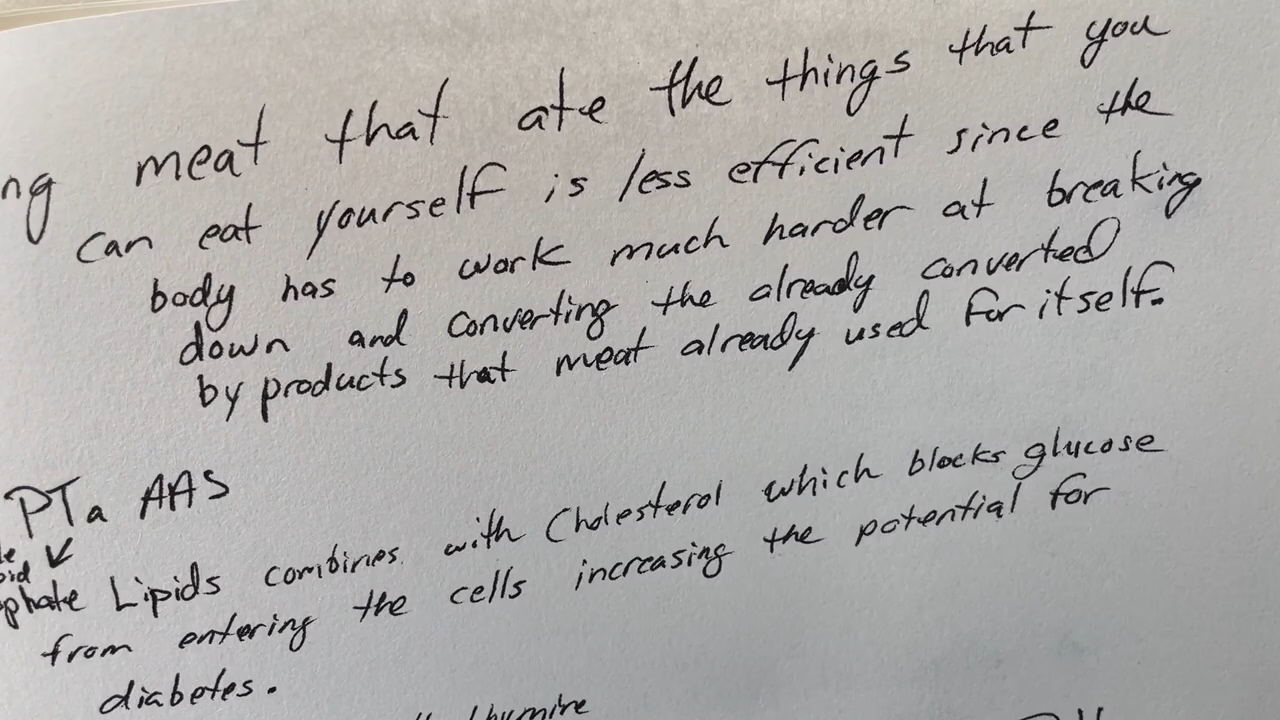 ng meat that ate the things that you
can eat yourself is less efficient since the
body has to work much harder at breaking
down and converting the already converted
by products that meat already used for itself.
PTa AAS
phate Lipids combines with Cholesterol which blocks glucose
from entering the cells increasing the potential for
diabetes.